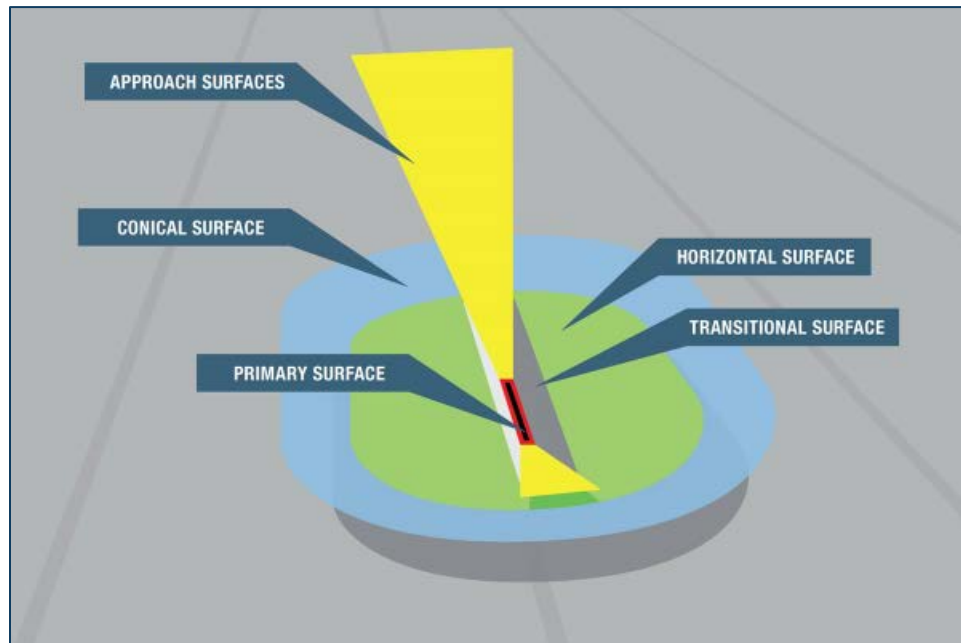 APPROACH SURFACES
CONICAL SURFACE
HORIZONTAL SURFACE
TRANSITIONAL SURFACE
PRIMARY SURFACE